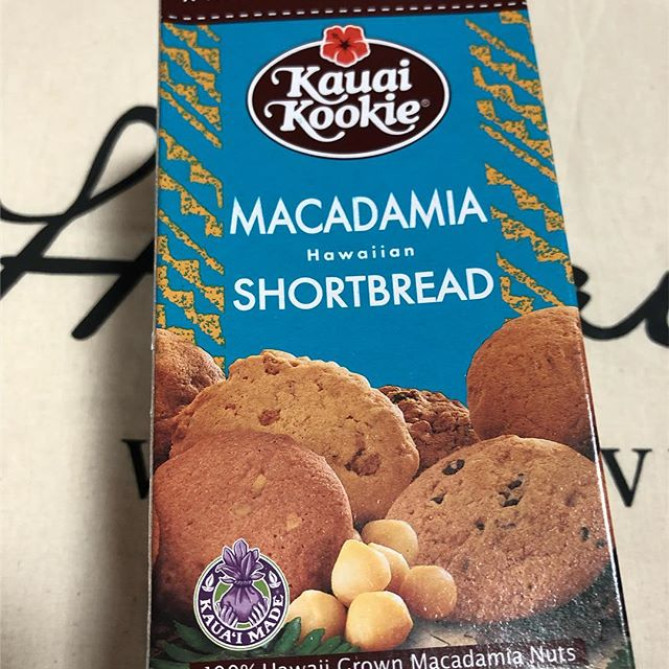 Kauai
Kookie®
MACADAMIA
Hawaiian
SHORTBREAD
KAUA'I MADE
100% Hawaii Grown Macadamia Nuts